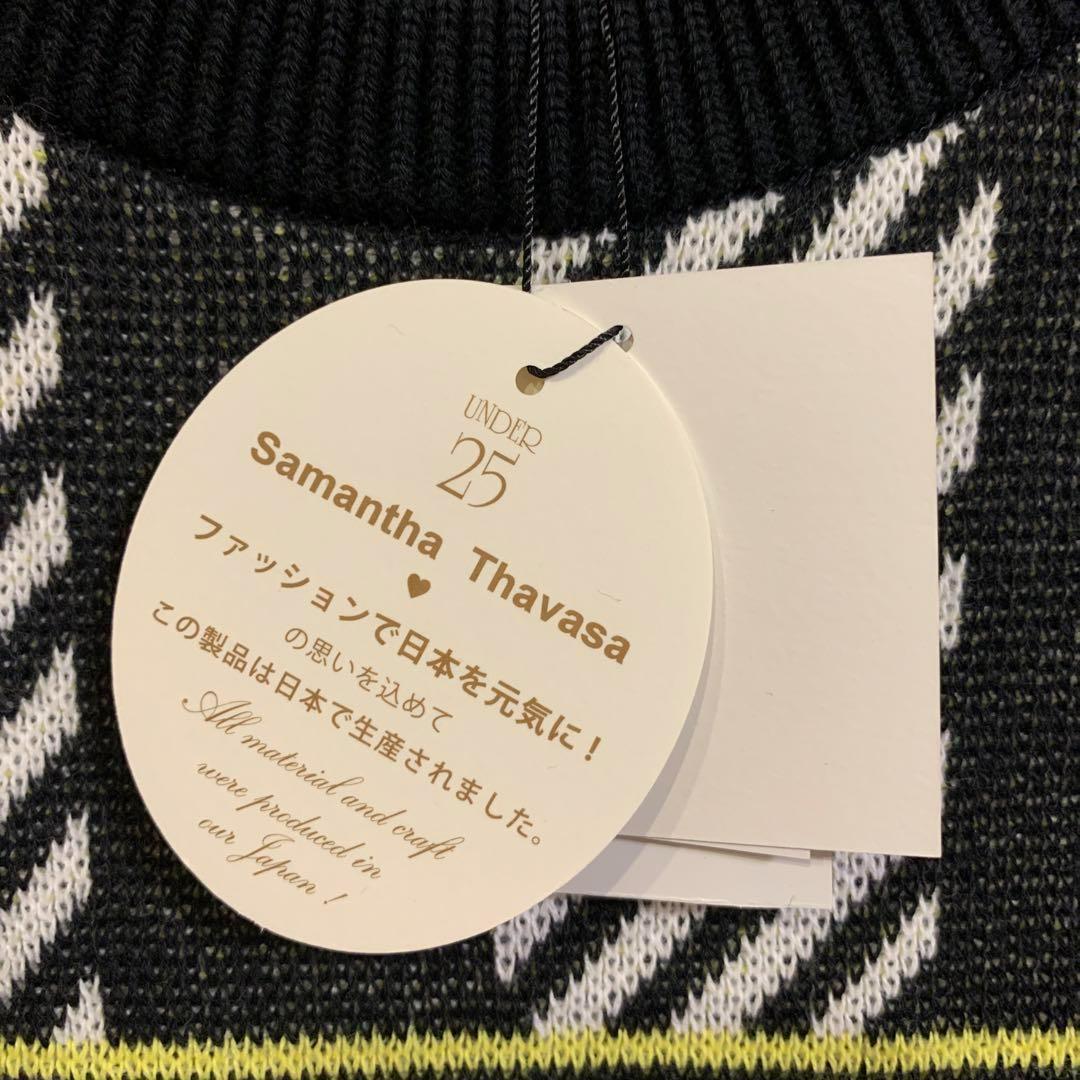 UNDER
25
Samantha Thavasa
ファッションで日本を元気に！
の思いを込めて
この製品は日本で生産されました。
All material and craft
were produced in
our Japan !